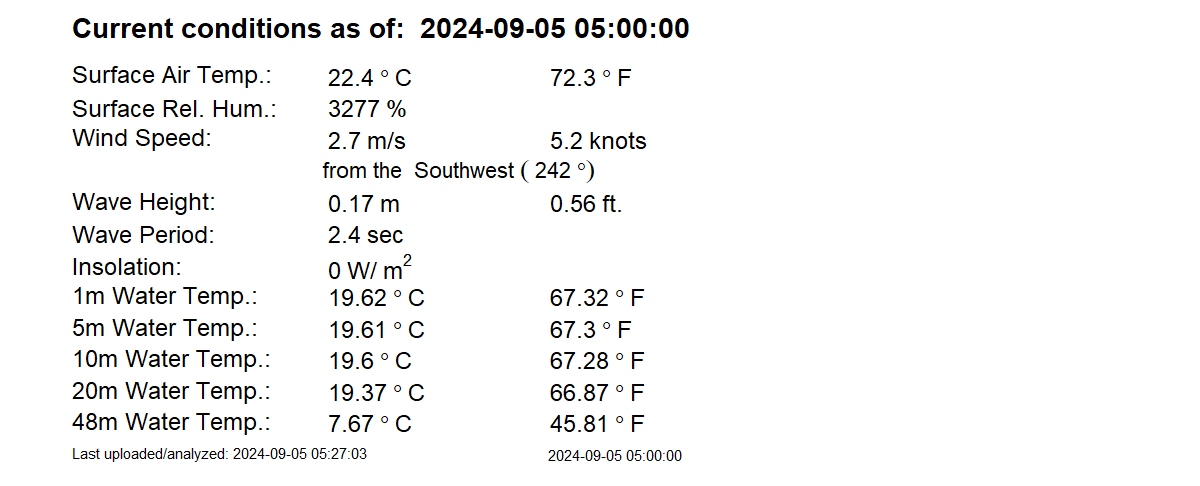 Current conditions as of: 2024-09-05 05:00:00
Surface Air Temp.: 22.4 ° C 72.3 ° F
Surface Rel. Hum.: 3277 %
Wind Speed: 2.7 m/s 5.2 knots
from the Southwest ( 242 °)
Wave Height: 0.17 m 0.56 ft.
Wave Period: 2.4 sec
Insolation: 0 W/ m²
1m Water Temp.: 19.62 ° C 67.32 ° F
5m Water Temp.: 19.61 ° C 67.3 ° F
10m Water Temp.: 19.6 ° C 67.28 ° F
20m Water Temp.: 19.37 ° C 66.87 ° F
48m Water Temp.: 7.67 ° C 45.81 ° F
Last uploaded/analyzed: 2024-09-05 05:27:03 2024-09-05 05:00:00